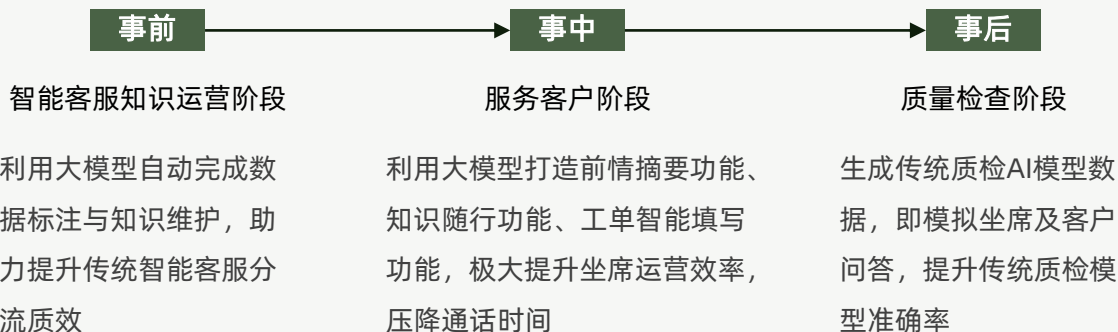 事前
事中
事后
智能客服知识运营阶段
服务客户阶段
质量检查阶段
利用大模型自动完成数
据标注与知识维护，助
力提升传统智能客服分
流质效
利用大模型打造前情摘要功能、
知识随行功能、工单智能填写
功能，极大提升坐席运营效率，
压降通话时间
生成传统质检AI模型数
据，即模拟坐席及客户
问答，提升传统质检模
型准确率